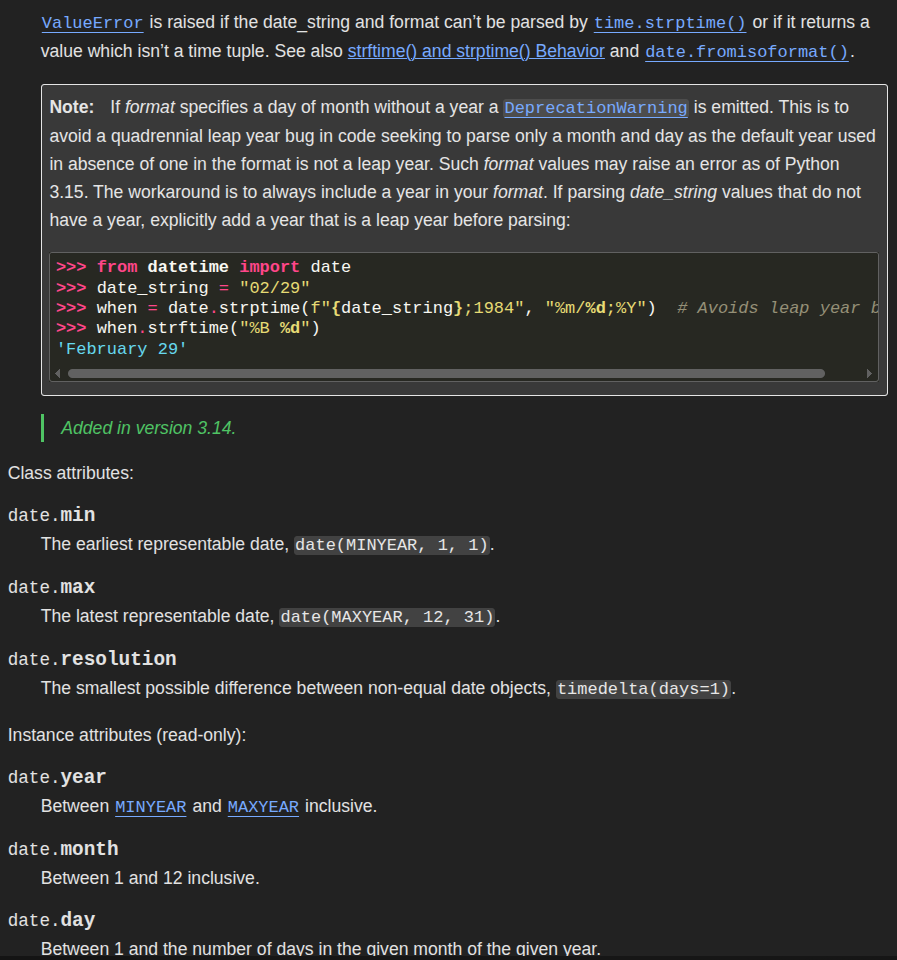 ValueError is raised if the date_string and format can’t be parsed by time.strptime() or if it returns a
value which isn’t a time tuple. See also strftime() and strptime() Behavior and date.fromisoformat().
Note: If format specifies a day of month without a year a DeprecationWarning is emitted. This is to
avoid a quadrennial leap year bug in code seeking to parse only a month and day as the default year used
in absence of one in the format is not a leap year. Such format values may raise an error as of Python
3.15. The workaround is to always include a year in your format. If parsing date_string values that do not
have a year, explicitly add a year that is a leap year before parsing:
>>> from datetime import date
>>> date_string = "02/29"
>>> when = date.strptime(f"{date_string};1984", "%m/%d;%Y")  # Avoids leap year
>>> when.strftime("%B %d")
'February 29'
Added in version 3.14.
Class attributes:
date.min
The earliest representable date, date(MINYEAR, 1, 1).
date.max
The latest representable date, date(MAXYEAR, 12, 31).
date.resolution
The smallest possible difference between non-equal date objects, timedelta(days=1).
Instance attributes (read-only):
date.year
Between MINYEAR and MAXYEAR inclusive.
date.month
Between 1 and 12 inclusive.
date.day
Between 1 and the number of days in the given month of the given year.